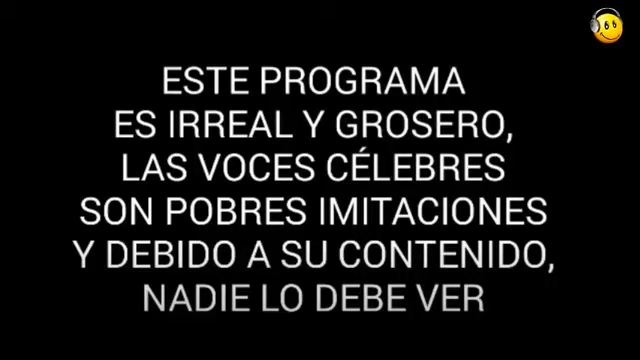 ESTE PROGRAMA
ES IRREAL Y GROSERO,
LAS VOCES CÉLEBRES
SON POBRES IMITACIONES
Y DEBIDO A SU CONTENIDO,
NADIE LO DEBE VER